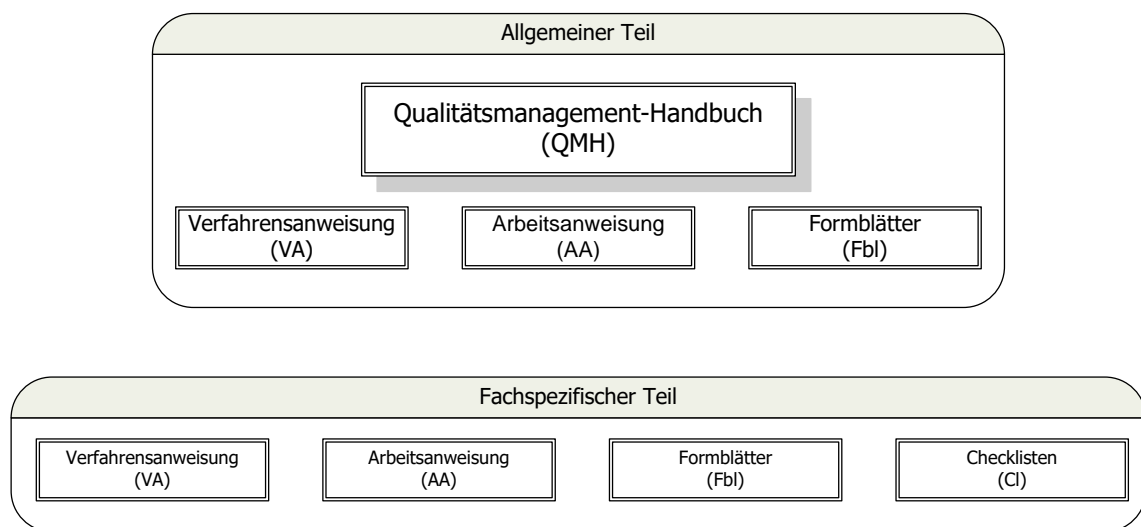 Allgemeiner Teil
Qualitätsmanagement-Handbuch
(QMH)
Verfahrensanweisung
(VA)
Arbeitsanweisung
(AA)
Formblätter
(Fbl)
Fachspezifischer Teil
Verfahrensanweisung
(VA)
Arbeitsanweisung
(AA)
Formblätter
(Fbl)
Checklisten
(Cl)